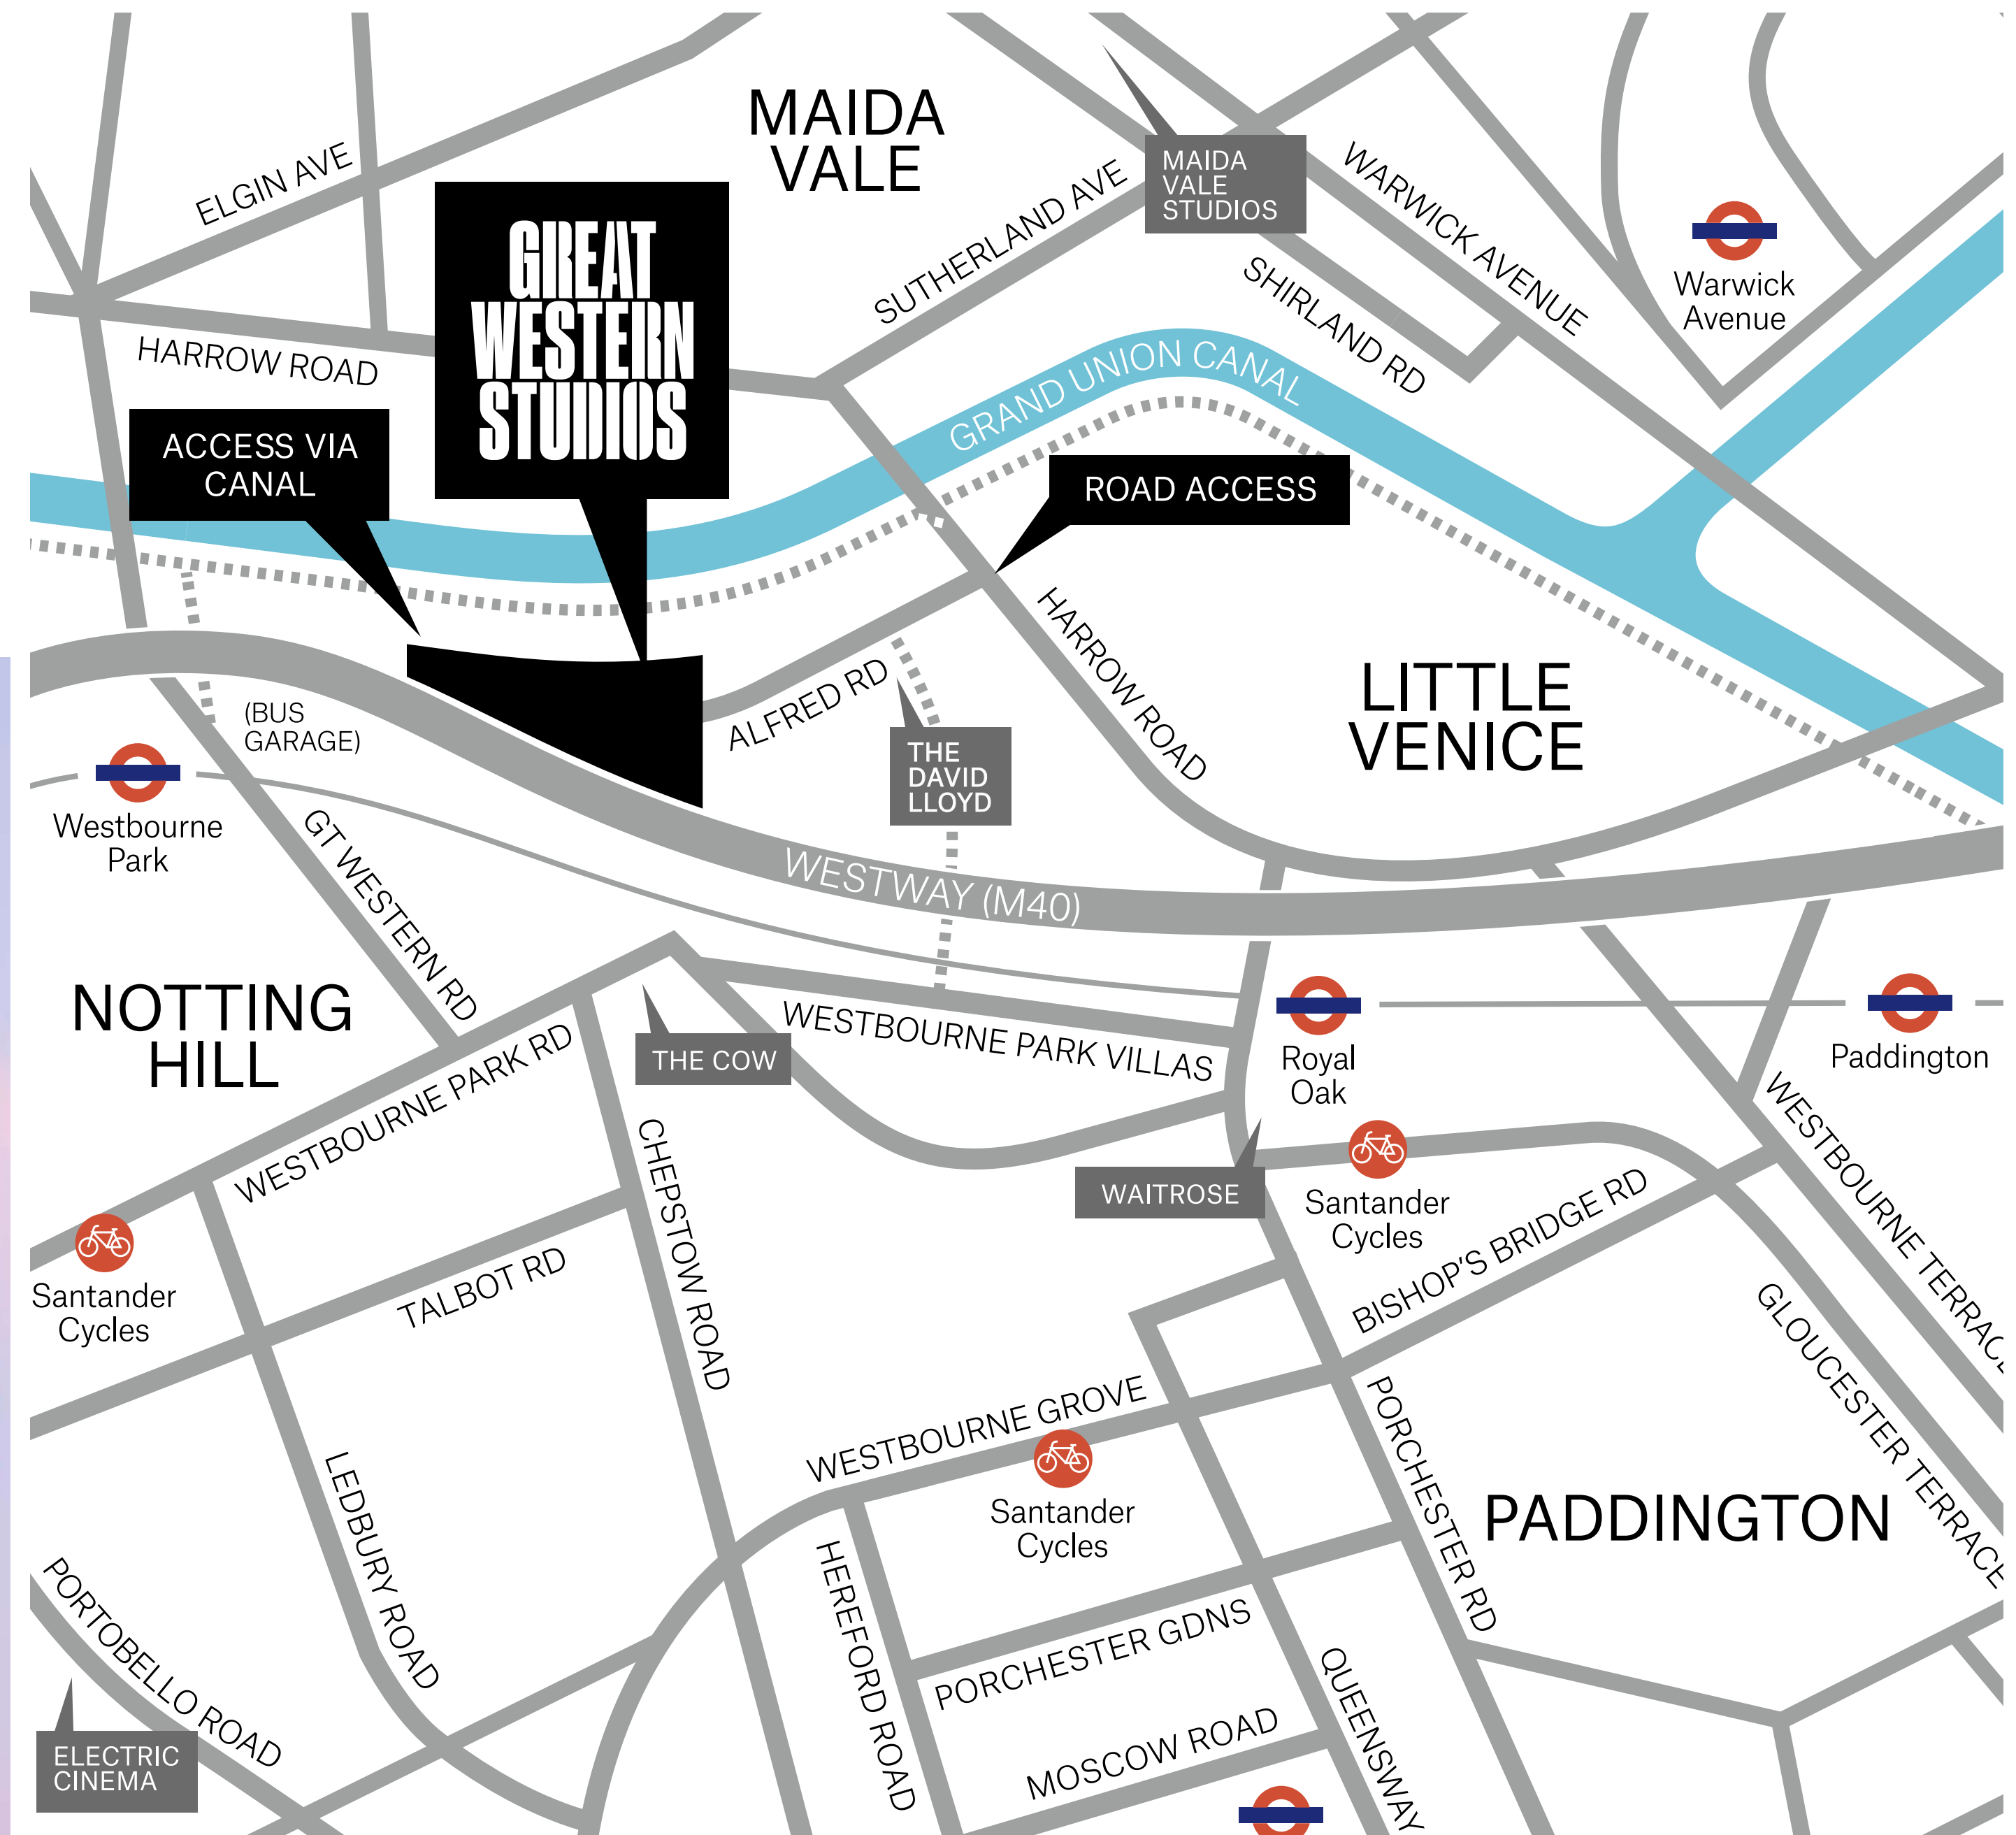 MAIDA
VALE
ELGIN AVE
MAIDA
VALE
STUDIOS
WARWICK AVENUE
SUTHERLAND AVE
GREAT
WESTERN
STUDIOS
SHIRLAND RD
Warwick
Avenue
HARROW ROAD
GRAND UNION CANAL
ACCESS VIA
CANAL
ROAD ACCESS
HARROW ROAD
LITTLE
VENICE
ALFRED RD
(BUS
GARAGE)
THE
DAVID
LLOYD
Westbourne
Park
GT WESTERN RD
WESTWAY (M40)
NOTTING
HILL
WESTBOURNE PARK RD
THE COW
WESTBOURNE PARK VILLAS
Royal
Oak
Paddington
WESTBOURNE TERRACE
CHEPSTOW ROAD
WAITROSE
Santander
Cycles
BISHOP'S BRIDGE RD
Santander
Cycles
TALBOT RD
GLOUCESTER TERRACE
WESTBOURNE GROVE
PORCHESTER RD
LEDBURY ROAD
Santander
Cycles
PADDINGTON
HEREFORD ROAD
PORTOBELLO ROAD
PORCHESTER GDNS
QUEENSWAY
MOSCOW ROAD
ELECTRIC
CINEMA